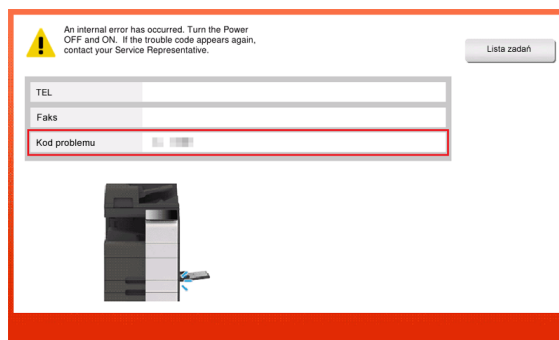 An internal error has occurred. Turn the Power
OFF and ON. If the trouble code appears again,
contact your Service Representative.
Lista zadań
TEL
Faks
Kod problemu